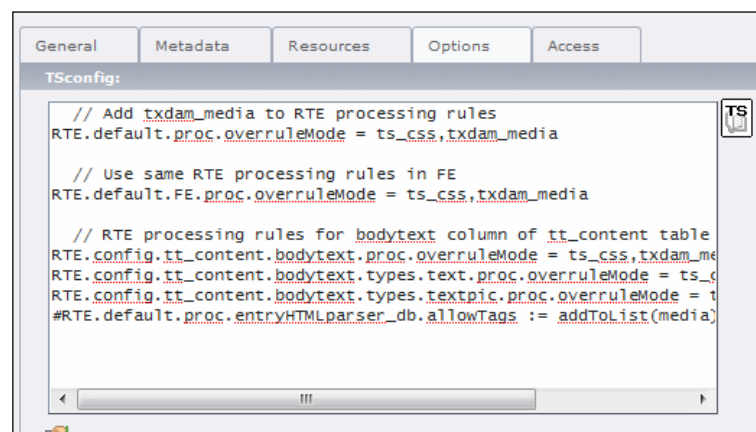 General Metadata Resources Options Access
TSconfig:
TS
// Add txdam_media to RTE processing rules
RTE.default.proc.overruleMode = ts_css,txdam_media
// Use same RTE processing rules in FE
RTE.default.FE.proc.overruleMode = ts_css,txdam_media
// RTE processing rules for bodytext column of tt_content table
RTE.config.tt_content.bodytext.proc.overruleMode = ts_css,txdam_me
RTE.config.tt_content.bodytext.types.text.proc.overruleMode = ts_c
RTE.config.tt_content.bodytext.types.textpic.proc.overruleMode = t
#RTE.default.proc.entryHTMLparser_db.allowTags := addToList(media)